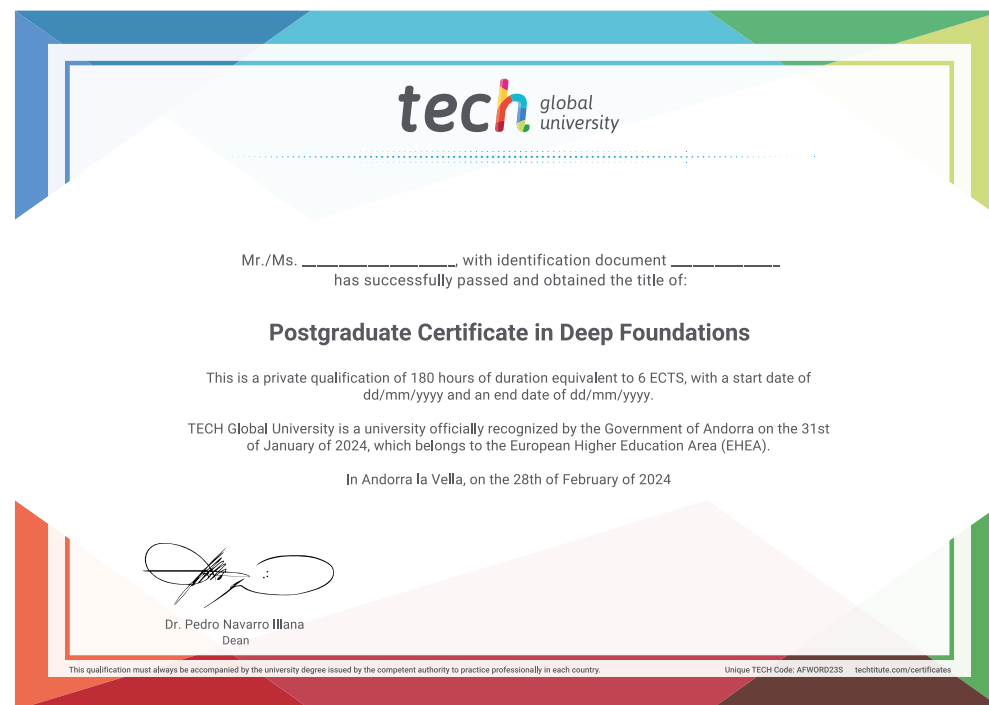 tech global university
Mr./Ms. ___________________, with identification document ______________
has successfully passed and obtained the title of:
Postgraduate Certificate in Deep Foundations
This is a private qualification of 180 hours of duration equivalent to 6 ECTS, with a start date of
dd/mm/yyyy and an end date of dd/mm/yyyy.
TECH Global University is a university officially recognized by the Government of Andorra on the 31st
of January of 2024, which belongs to the European Higher Education Area (EHEA).
In Andorra la Vella, on the 28th of February of 2024
Dr. Pedro Navarro Illana
Dean
This qualification must always be accompanied by the university degree issued by the competent authority to practice professionally in each country. Unique TECH Code: AFWORD23S techtitute.com/certificates